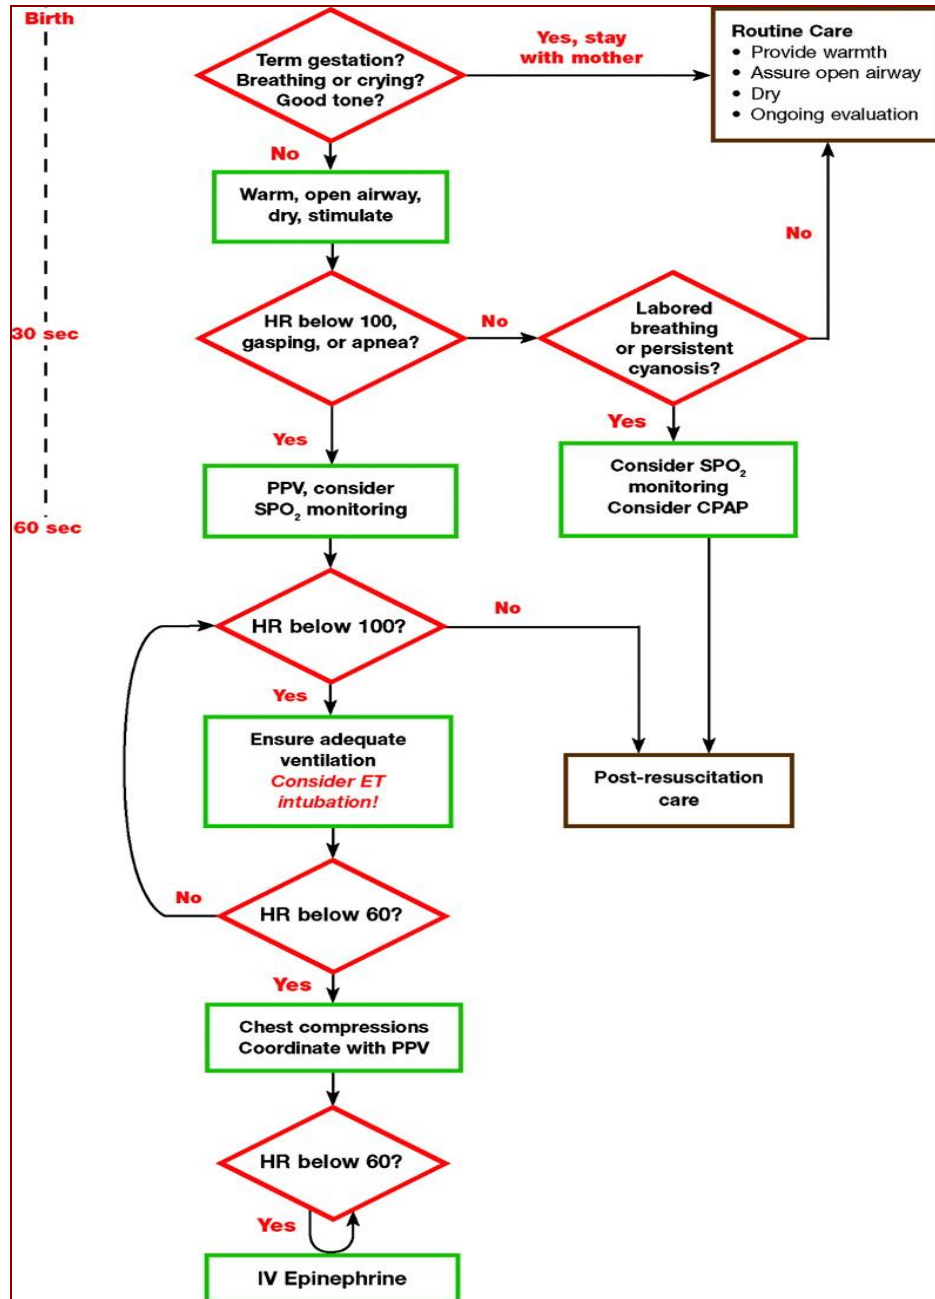 Birth
Term gestation?
Breathing or crying?
Good tone?
Yes, stay
with mother
Routine Care
• Provide warmth
• Assure open airway
• Dry
• Ongoing evaluation
No
Warm, open airway,
dry, stimulate
No
30 sec
HR below 100,
gasping, or apnea?
No
Labored
breathing
or persistent
cyanosis?
Yes
Yes
PPV, consider
SPO₂ monitoring
Consider SPO₂
monitoring
Consider CPAP
60 sec
HR below 100?
No
Yes
Ensure adequate
ventilation
Consider ET
intubation!
Post-resuscitation
care
No
HR below 60?
Yes
Chest compressions
Coordinate with PPV
HR below 60?
Yes
IV Epinephrine